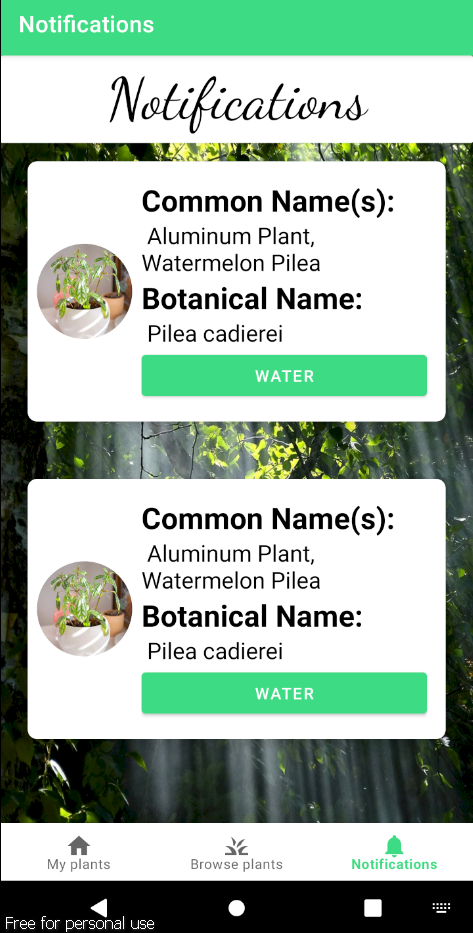 Notifications
Notifications
Common Name(s):
Aluminum Plant,
Watermelon Pilea
Botanical Name:
Pilea cadierei
WATER
Common Name(s):
Aluminum Plant,
Watermelon Pilea
Botanical Name:
Pilea cadierei
WATER
My plants
Browse plants
Notifications
Free for personal use